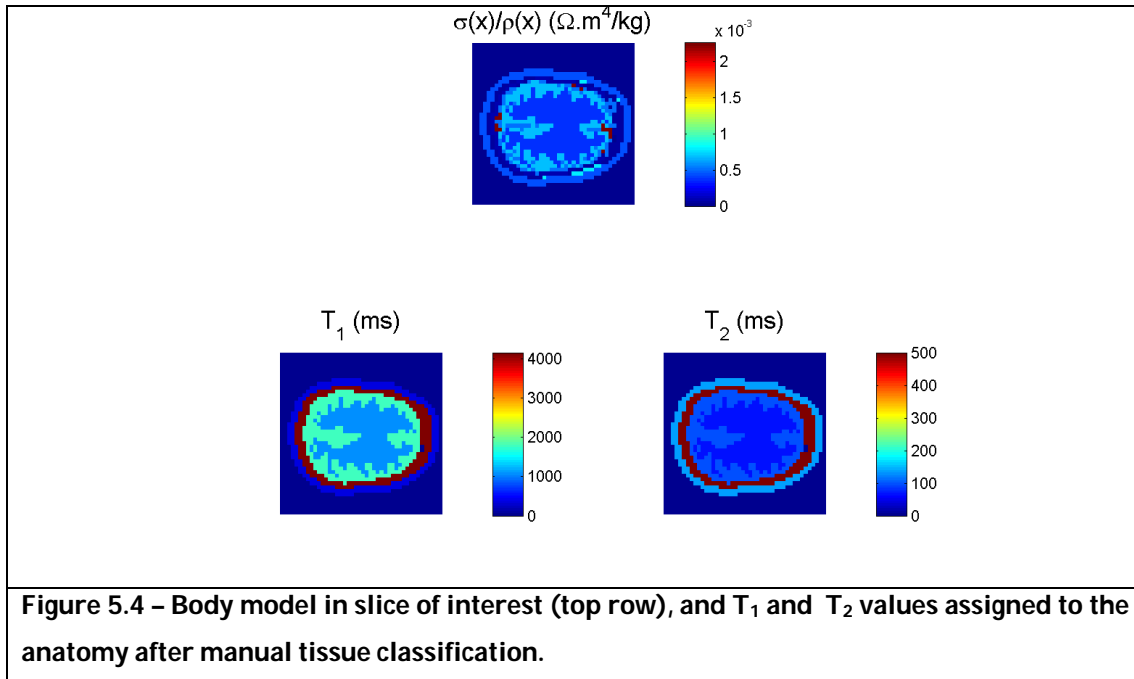 σ(x)/ρ(x) (Ω.m⁴/kg)
x 10⁻³
2
1.5
1
0.5
0
T₁ (ms)
4000
3000
2000
1000
0
T₂ (ms)
500
400
300
200
100
0
Figure 5.4 – Body model in slice of interest (top row), and T₁ and T₂ values assigned to the
anatomy after manual tissue classification.